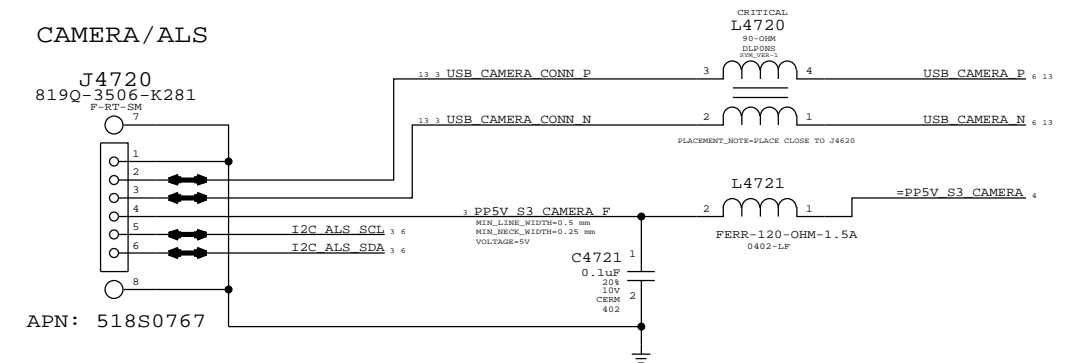 CAMERA/ALS
J4720
819Q-3506-K281
F-RT-SM
7
1
2
3
4
5
6
8
APN: 518S0767
13 3 USB_CAMERA_CONN_P
13 3 USB_CAMERA_CONN_N
CRITICAL
L4720
90-OHM
DLP0NS
SYM_VER-1
3
4
2
1
USB_CAMERA_P 6 13
USB_CAMERA_N 6 13
PLACEMENT_NOTE=PLACE CLOSE TO J4620
I2C_ALS_SCL 3 6
I2C_ALS_SDA 3 6
3 PP5V_S3_CAMERA_F
MIN_LINE_WIDTH=0.5 mm
MIN_NECK_WIDTH=0.25 mm
VOLTAGE=5V
L4721
2
1
FERR-120-OHM-1.5A
0402-LF
=PP5V_S3_CAMERA 4
C4721
0.1uF
20%
10V
CERM
402
1
2